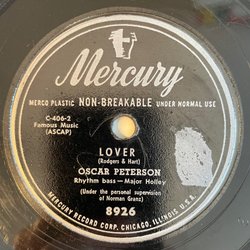 Mercury
MERCO PLASTIC NON-BREAKABLE UNDER NORMAL USE
C-406-2
Famous Music
(ASCAP)
LOVER
(Rodgers & Hart)
OSCAR PETERSON
Rhythm bass—Major Holley
(Under the personal supervision
of Norman Granz)
8926
MERCURY RECORD CORP. CHICAGO, ILLINOIS U.S.A.